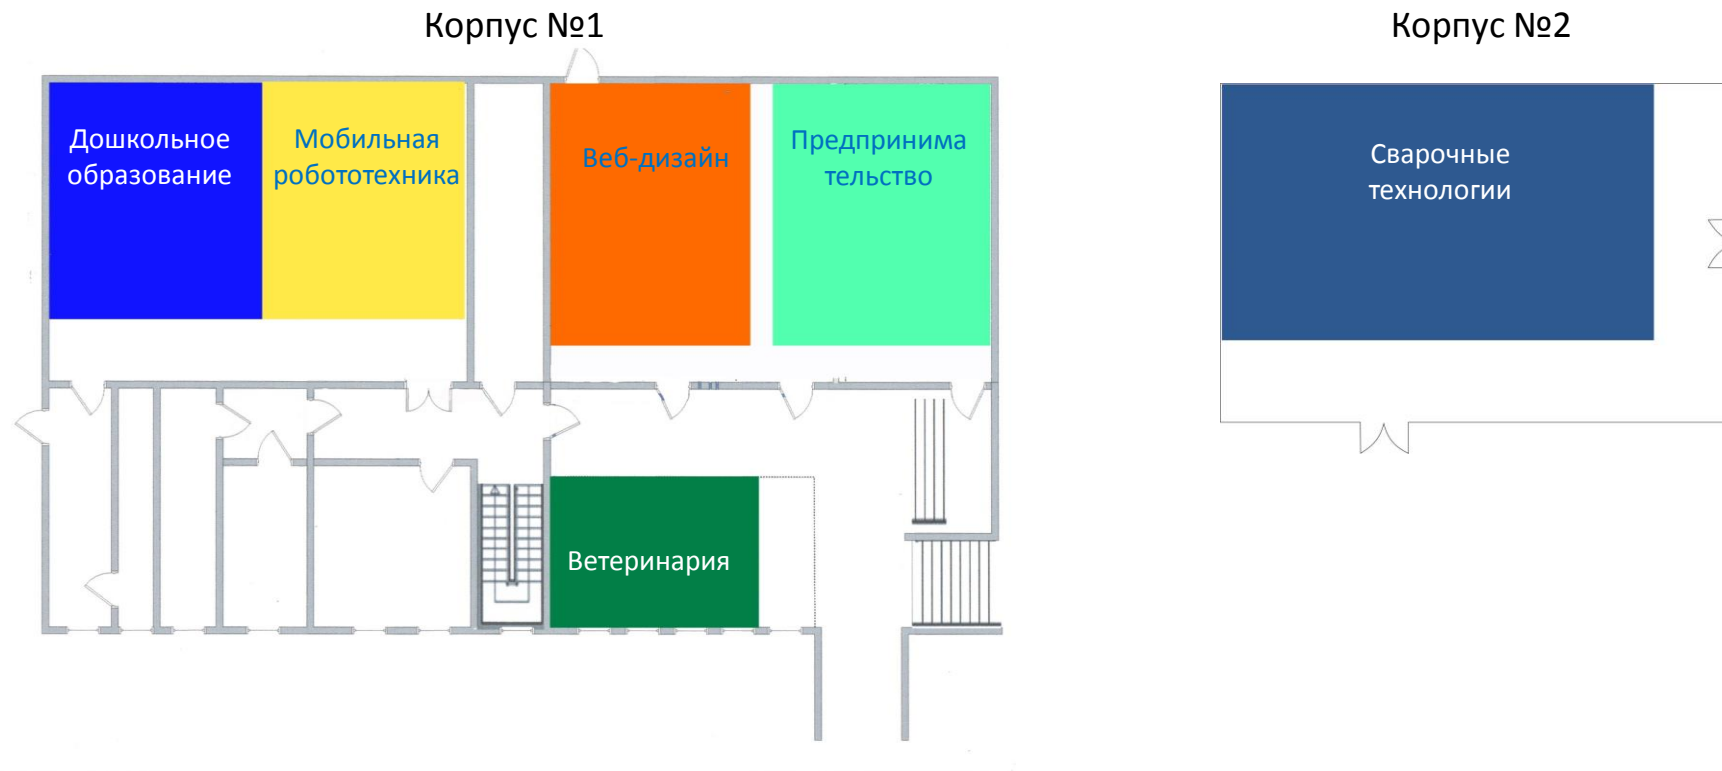 Корпус №1
Корпус №2
Дошкольное
образование
Мобильная
робототехника
Веб-дизайн
Предпринима
тельство
Сварочные
технологии
Ветеринария